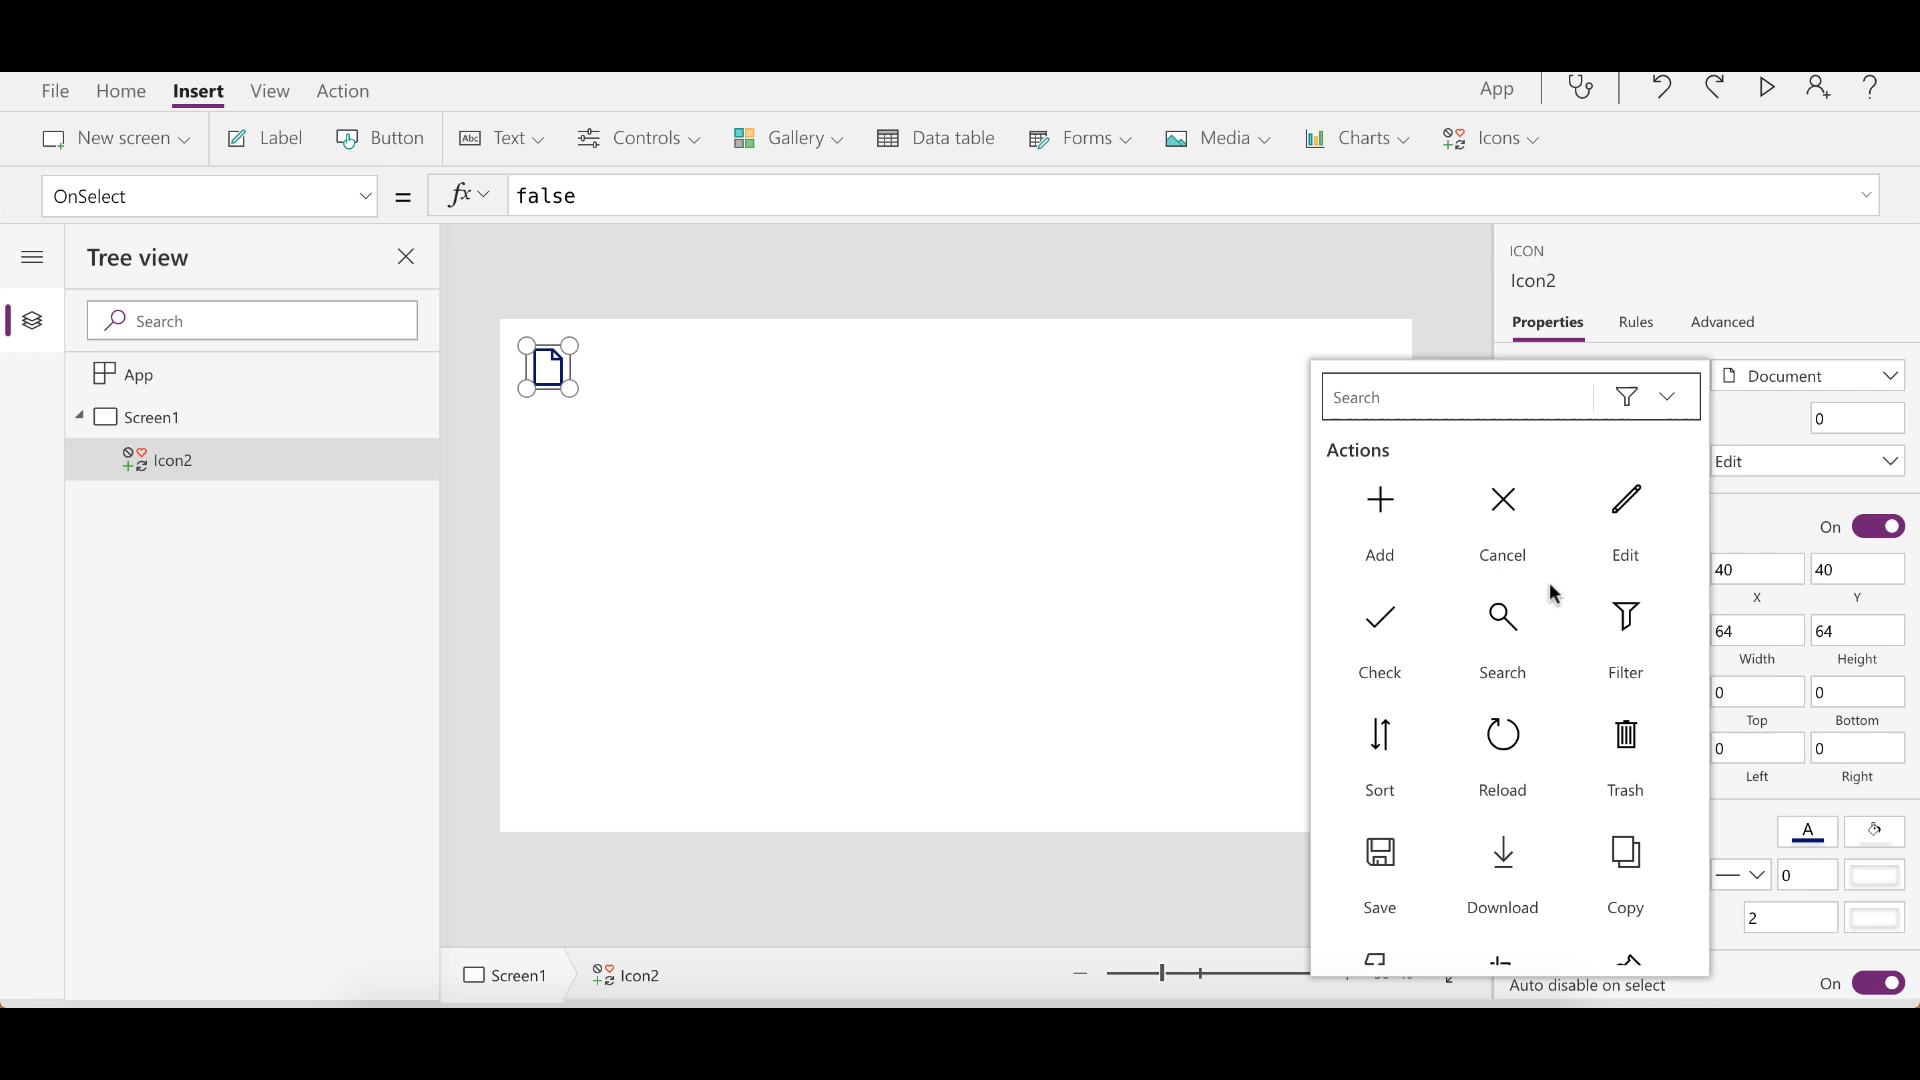 File Home Insert View Action App
New screen Label Button Abc Text Controls Gallery Data table Forms Media Charts Icons
OnSelect = fx false
Tree view
Search
App
Screen1
Icon2
ICON
Icon2
Properties Rules Advanced
Document
0
Edit
On
40 40
X Y
64 64
Width Height
0 0
Top Bottom
0 0
Left Right
A
0
2
Auto disable on select On
Search
Actions
Add Cancel Edit
Check Search Filter
Sort Reload Trash
Save Download Copy
Screen1 Icon2